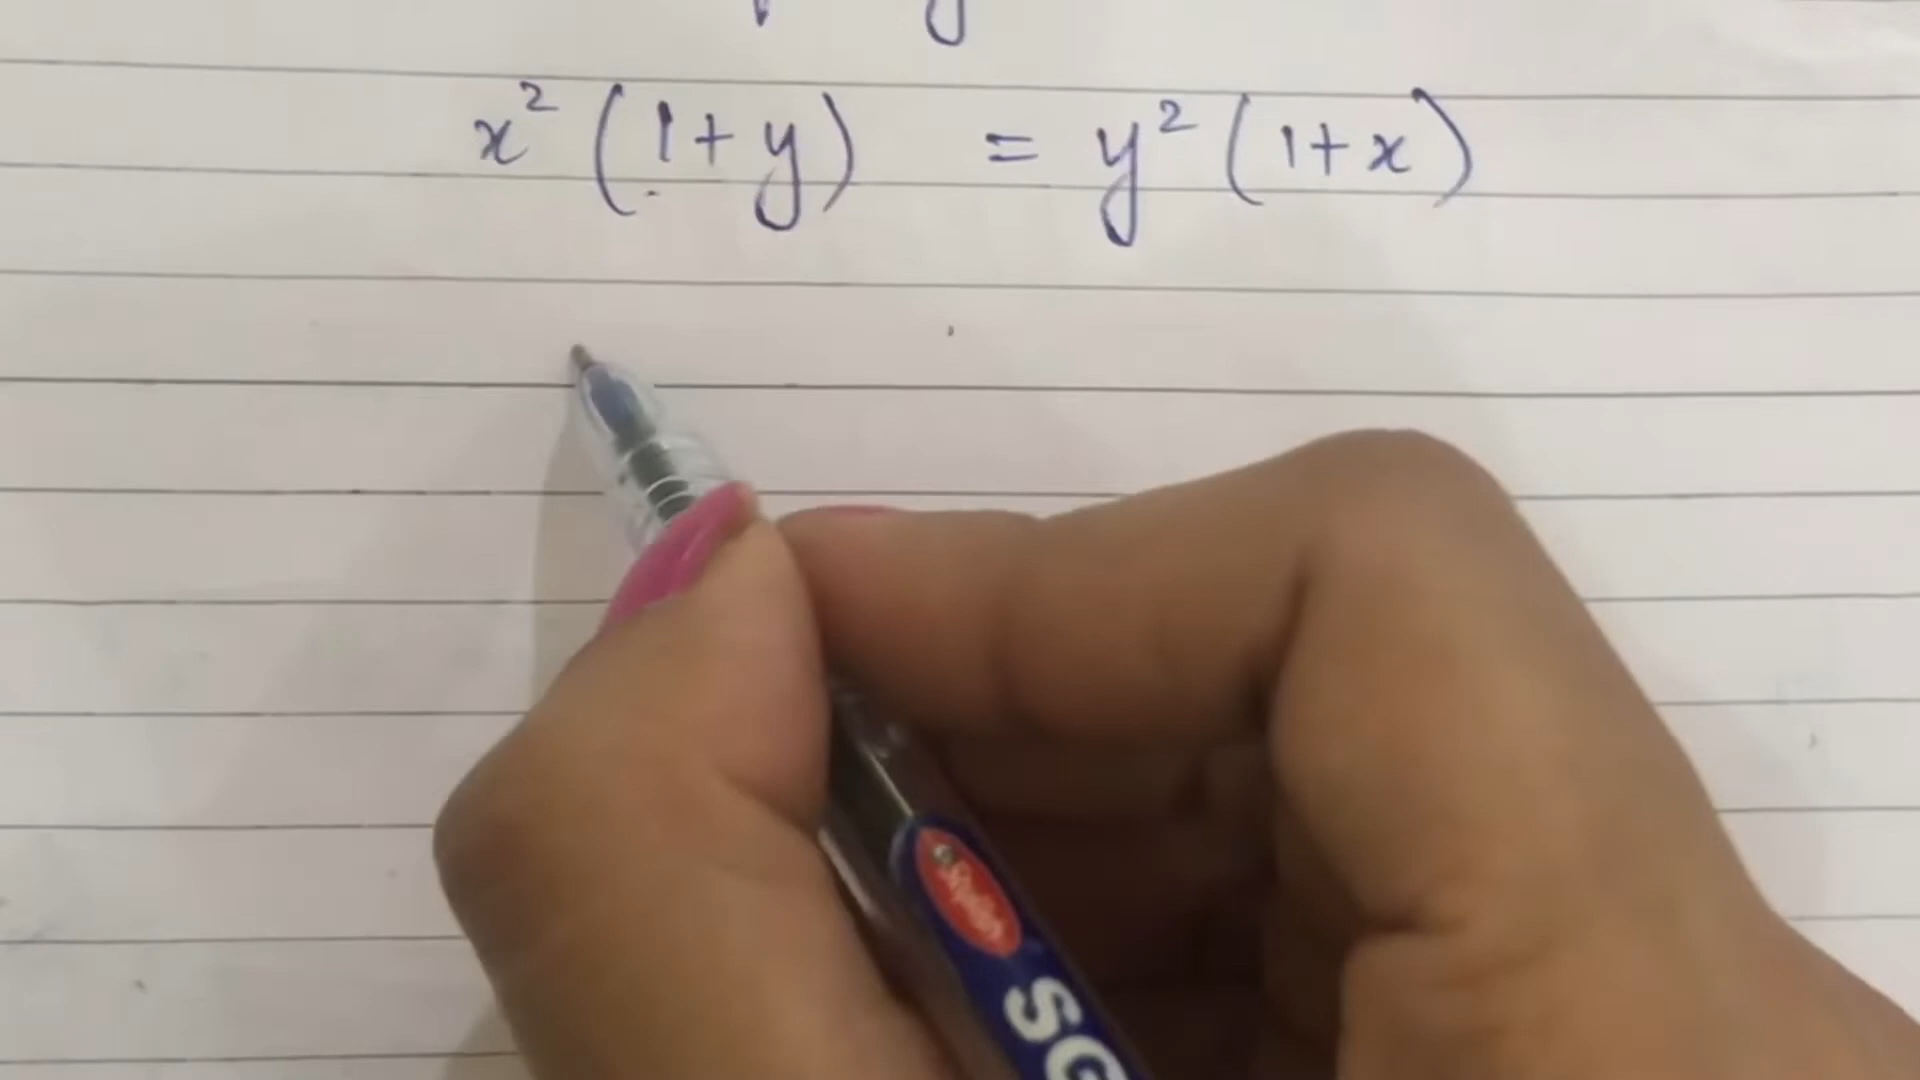 x² (1+y) = y² (1+x)
SG